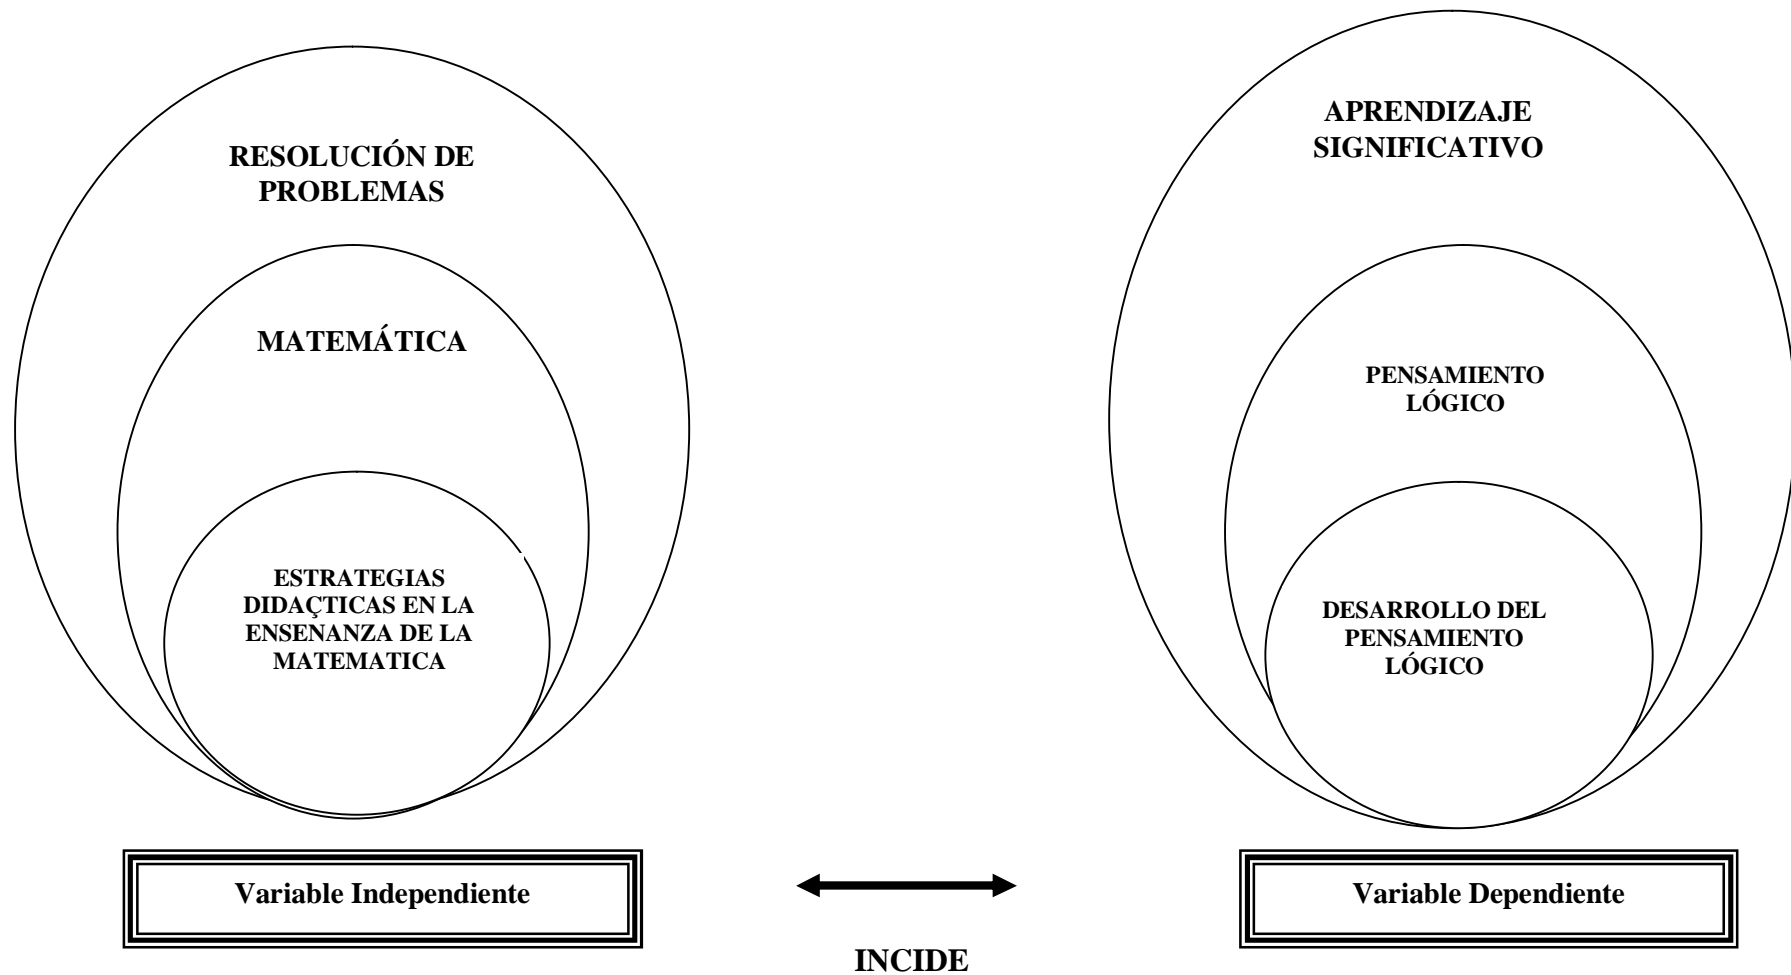 RESOLUCIÓN DE
PROBLEMAS
MATEMÁTICA
ESTRATEGIAS
DIDAÇTICAS EN LA
ENSENANZA DE LA
MATEMATICA
Variable Independiente
INCIDE
APRENDIZAJE
SIGNIFICATIVO
PENSAMIENTO
LÓGICO
DESARROLLO DEL
PENSAMIENTO
LÓGICO
Variable Dependiente